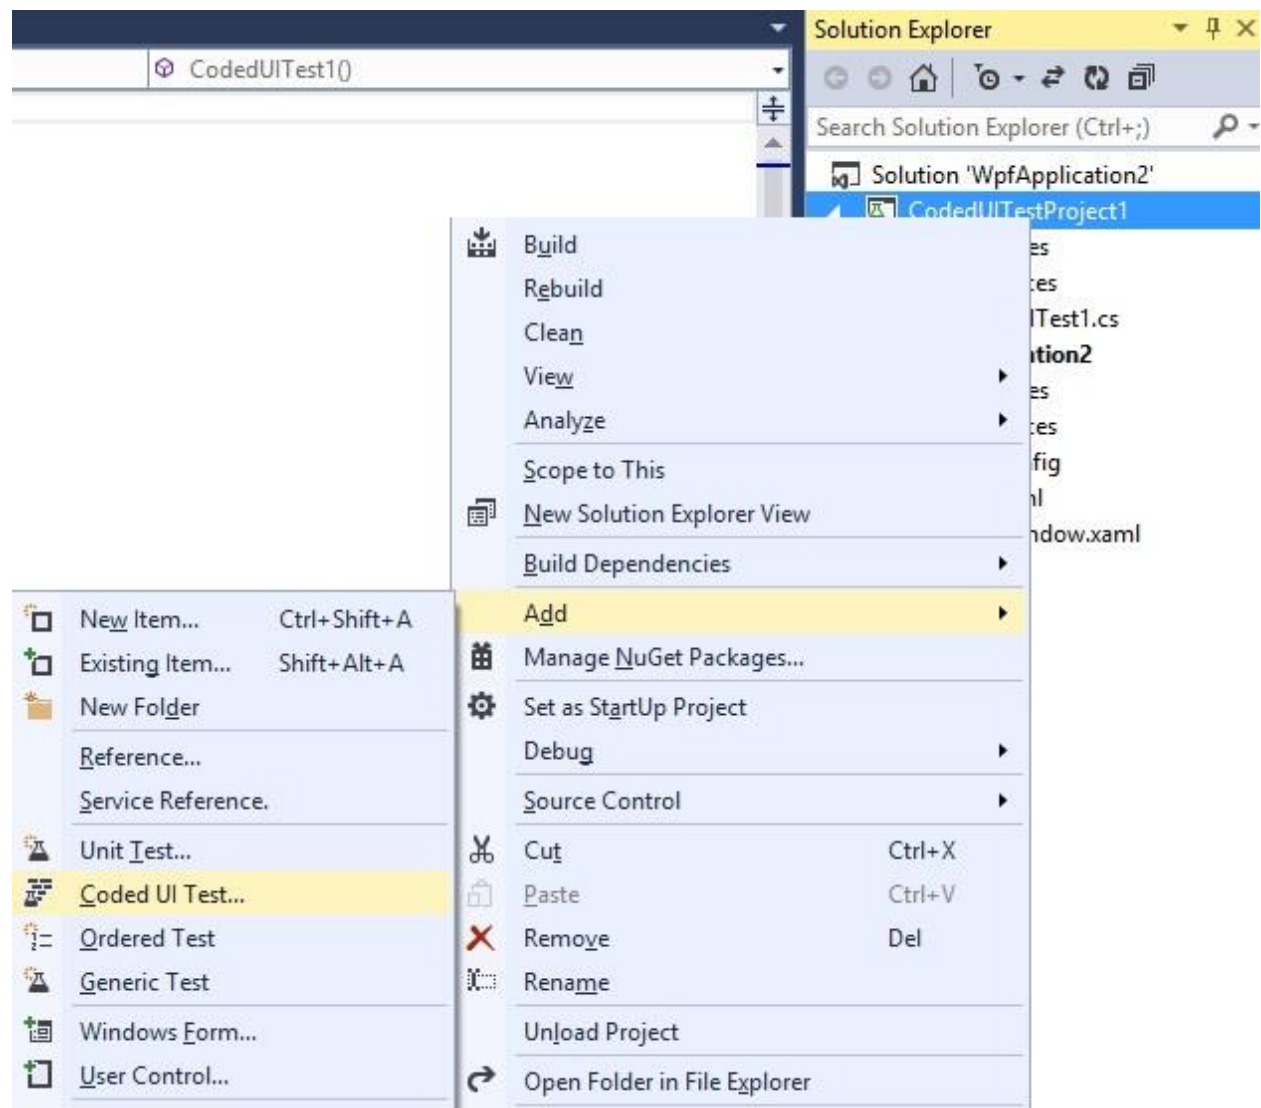 Solution Explorer
CodedUITest1()
Search Solution Explorer (Ctrl+;)
Solution 'WpfApplication2'
CodedUITestProject1
Build
Rebuild
Clean
View
Analyze
Scope to This
New Solution Explorer View
Build Dependencies
Add
Manage NuGet Packages...
Set as StartUp Project
Debug
Source Control
Cut Ctrl+X
Paste Ctrl+V
Remove Del
Rename
Unload Project
Open Folder in File Explorer
es
ces
ITest1.cs
ation2
es
ces
fig
ml
ndow.xaml
New Item... Ctrl+Shift+A
Existing Item... Shift+Alt+A
New Folder
Reference...
Service Reference.
Unit Test...
Coded UI Test...
Ordered Test
Generic Test
Windows Form...
User Control...